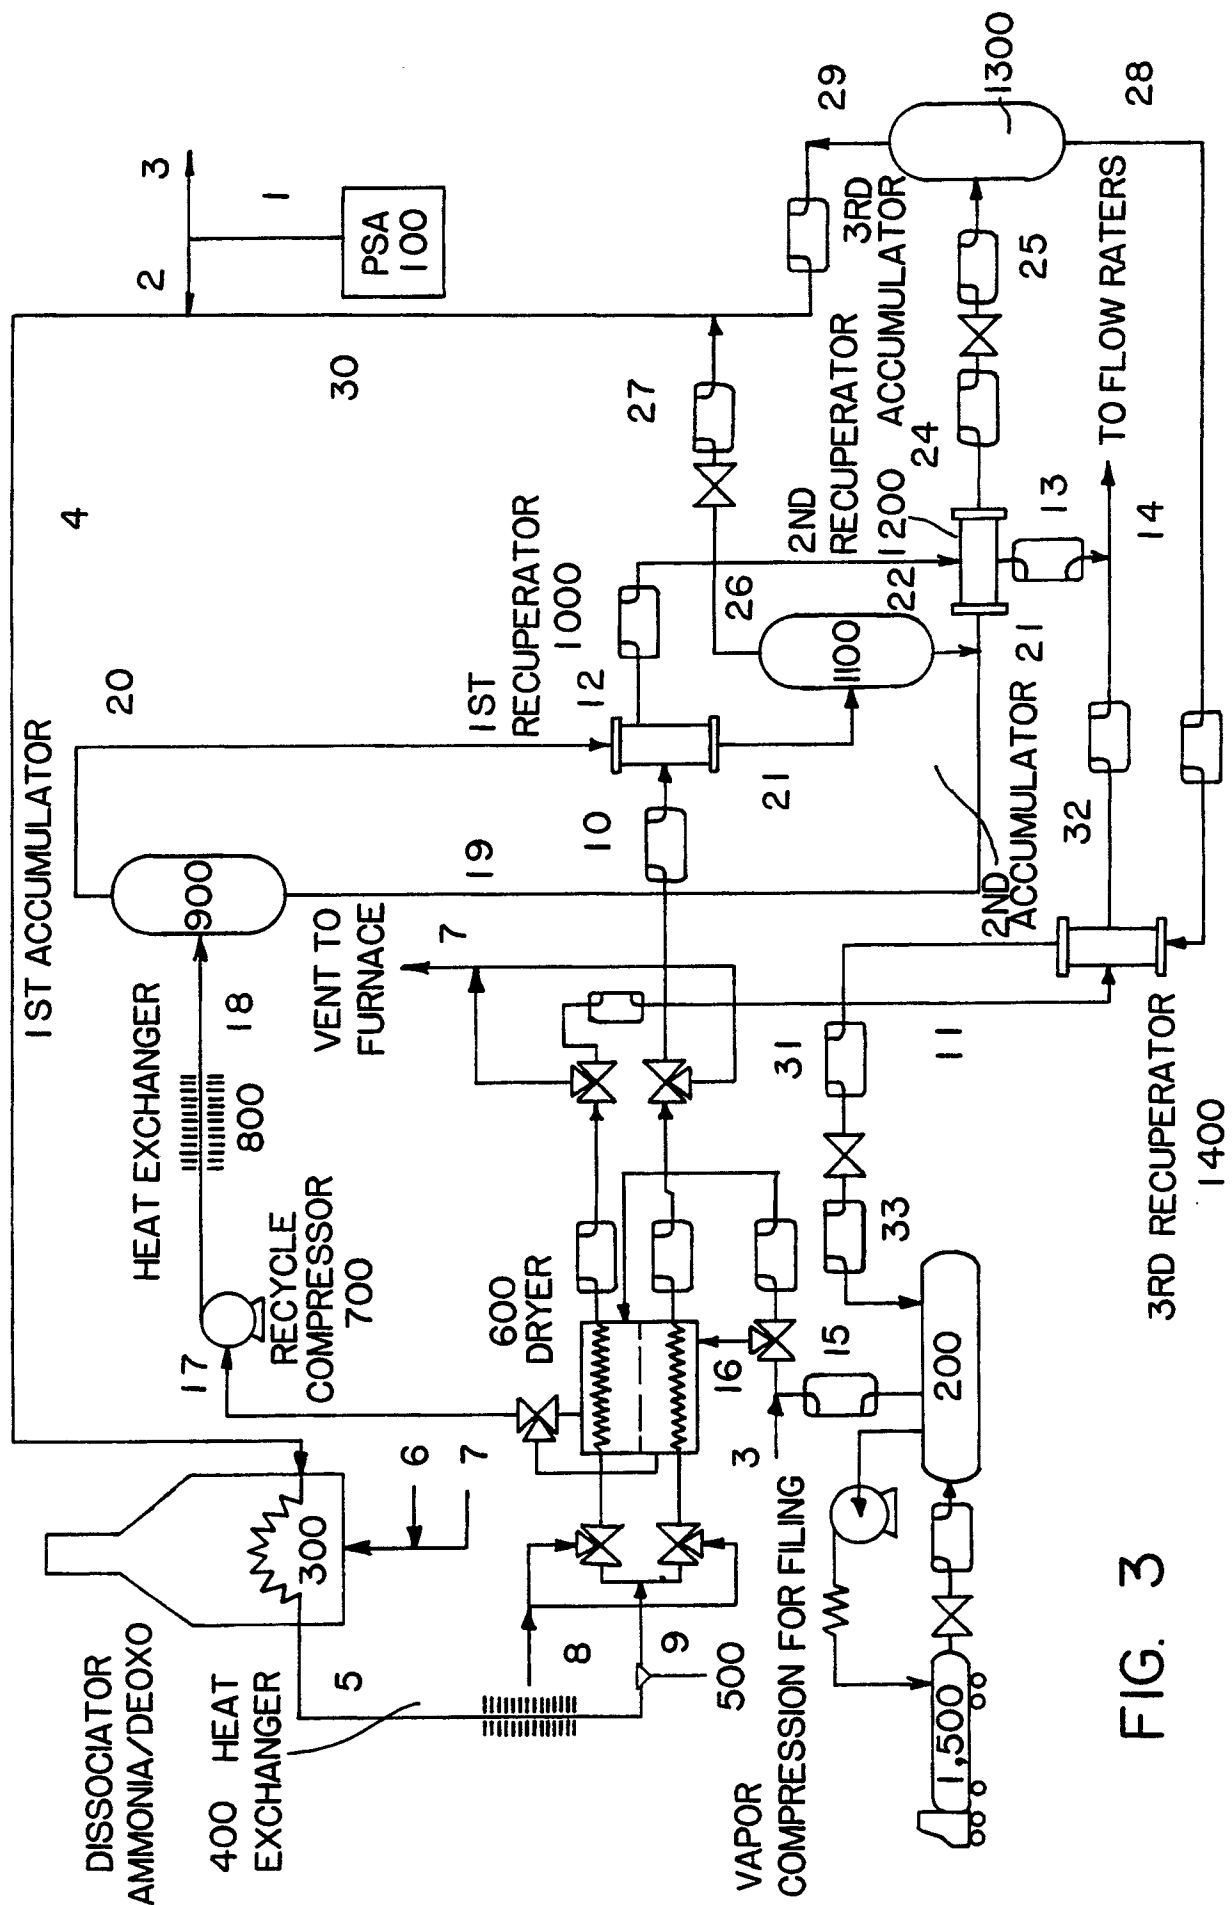 DISSOCIATOR
AMMONIA/DEOXO
300
400 HEAT
EXCHANGER
5
6
7
17
RECYCLE
COMPRESSOR
700
HEAT EXCHANGER
800
18
1ST ACCUMULATOR
900
20
4
19
VENT TO
FURNACE
7
30
2
3
1
PSA
100
8
9
500
600
DRYER
10
1ST
RECUPERATOR
1000
12
21
26
27
1100
2ND
RECUPERATOR
1200
22
24
3RD
ACCUMULATOR
ACCUMULATOR
25
29
1300
28
13
14
TO FLOW RATERS
21
2ND
ACCUMULATOR
32
11
31
33
3RD RECUPERATOR
1400
16
15
3
200
VAPOR
COMPRESSION FOR FILING
1,500
FIG. 3